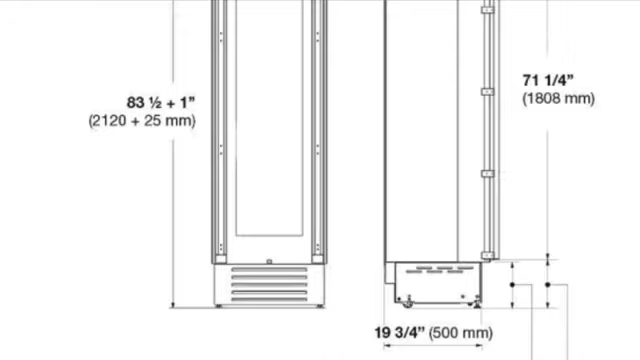 83 ½ + 1”
(2120 + 25 mm)
71 1/4”
(1808 mm)
19 3/4” (500 mm)